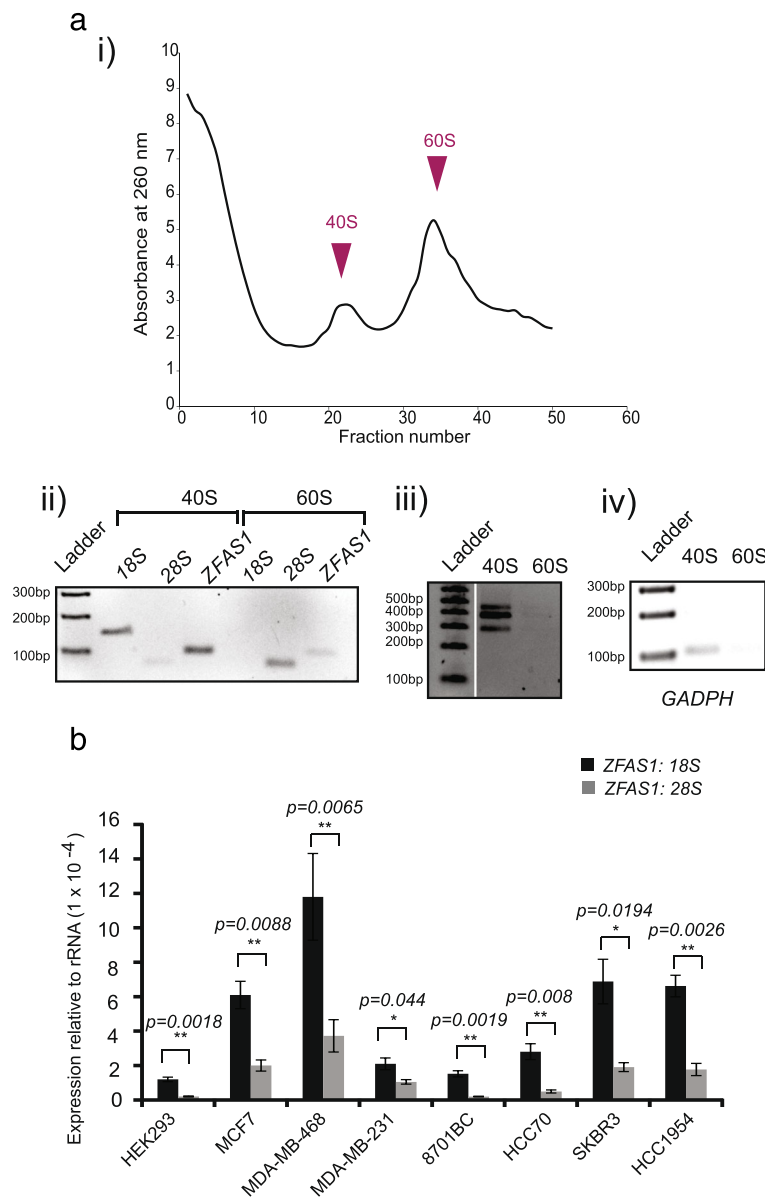 a
i)
10
9
8
7
6
5
4
3
2
1
0
Absorbance at 260 nm
40S
60S
0 10 20 30 40 50 60
Fraction number
ii)
40S 60S
Ladder 18S 28S ZFAS1 18S 28S ZFAS1
300bp
200bp
100bp
iii)
Ladder 40S 60S
500bp
400bp
300bp
200bp
100bp
iv)
Ladder 40S 60S
300bp
200bp
100bp
GADPH
b
ZFAS1: 18S
ZFAS1: 28S
Expression relative to rRNA (1 x 10 -4)
16
14
12
10
8
6
4
2
0
p=0.0018
**
p=0.0088
**
p=0.0065
**
p=0.044
*
p=0.0019
**
p=0.008
**
p=0.0194
*
p=0.0026
**
HEK293
MCF7
MDA-MB-468
MDA-MB-231
8701BC
HCC70
SKBR3
HCC1954